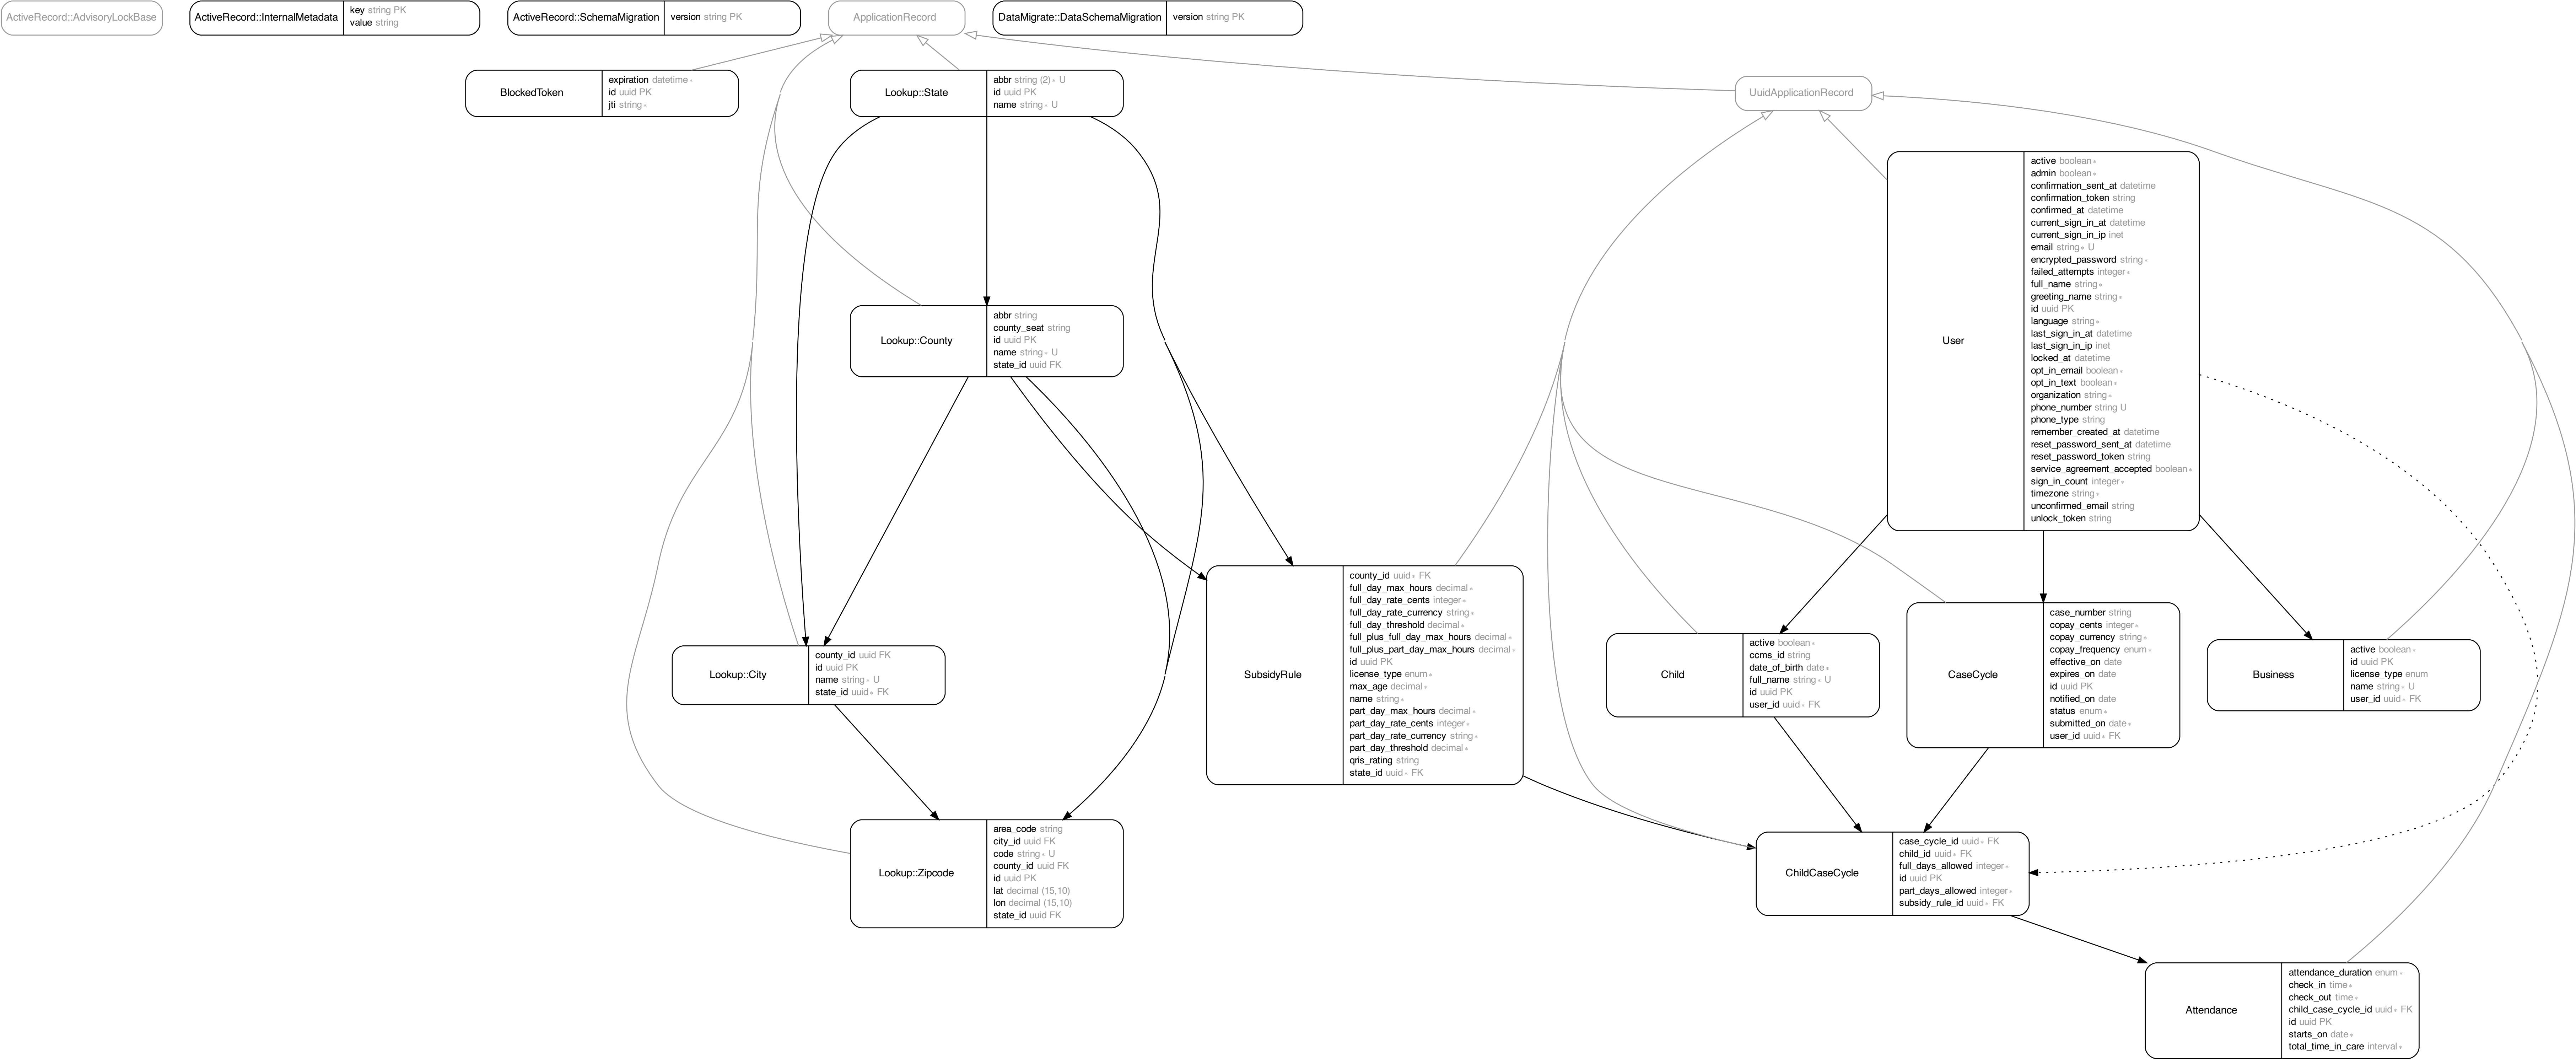 ActiveRecord::AdvisoryLockBase
ActiveRecord::InternalMetadata
key string PK
value string
ActiveRecord::SchemaMigration
version string PK
ApplicationRecord
DataMigrate::DataSchemaMigration
version string PK
BlockedToken
expiration datetime ∗
id uuid PK
jti string ∗
Lookup::State
abbr string (2) ∗ U
id uuid PK
name string ∗ U
UuidApplicationRecord
User
active boolean ∗
admin boolean ∗
confirmation_sent_at datetime
confirmation_token string
confirmed_at datetime
current_sign_in_at datetime
current_sign_in_ip inet
email string ∗ U
encrypted_password string ∗
failed_attempts integer ∗
full_name string ∗
greeting_name string ∗
id uuid PK
language string ∗
last_sign_in_at datetime
last_sign_in_ip inet
locked_at datetime
opt_in_email boolean ∗
opt_in_text boolean ∗
organization string ∗
phone_number string U
phone_type string
remember_created_at datetime
reset_password_sent_at datetime
reset_password_token string
service_agreement_accepted boolean ∗
sign_in_count integer ∗
timezone string ∗
unconfirmed_email string
unlock_token string
Lookup::County
abbr string
county_seat string
id uuid PK
name string ∗ U
state_id uuid FK
Lookup::City
county_id uuid FK
id uuid PK
name string ∗ U
state_id uuid ∗ FK
SubsidyRule
county_id uuid ∗ FK
full_day_max_hours decimal ∗
full_day_rate_cents integer ∗
full_day_rate_currency string ∗
full_day_threshold decimal ∗
full_plus_full_day_max_hours decimal ∗
full_plus_part_day_max_hours decimal ∗
id uuid PK
license_type enum ∗
max_age decimal ∗
name string ∗
part_day_max_hours decimal ∗
part_day_rate_cents integer ∗
part_day_rate_currency string ∗
part_day_threshold decimal ∗
qris_rating string
state_id uuid ∗ FK
Child
active boolean ∗
ccms_id string
date_of_birth date ∗
full_name string ∗ U
id uuid PK
user_id uuid ∗ FK
CaseCycle
case_number string
copay_cents integer ∗
copay_currency string ∗
copay_frequency enum ∗
effective_on date
expires_on date
id uuid PK
notified_on date
status enum ∗
submitted_on date ∗
user_id uuid ∗ FK
Business
active boolean ∗
id uuid PK
license_type enum
name string ∗ U
user_id uuid ∗ FK
Lookup::Zipcode
area_code string
city_id uuid FK
code string ∗ U
county_id uuid FK
id uuid PK
lat decimal (15,10)
lon decimal (15,10)
state_id uuid FK
ChildCaseCycle
case_cycle_id uuid ∗ FK
child_id uuid ∗ FK
full_days_allowed integer ∗
id uuid PK
part_days_allowed integer ∗
subsidy_rule_id uuid ∗ FK
Attendance
attendance_duration enum ∗
check_in time ∗
check_out time ∗
child_case_cycle_id uuid ∗ FK
id uuid PK
starts_on date ∗
total_time_in_care interval ∗